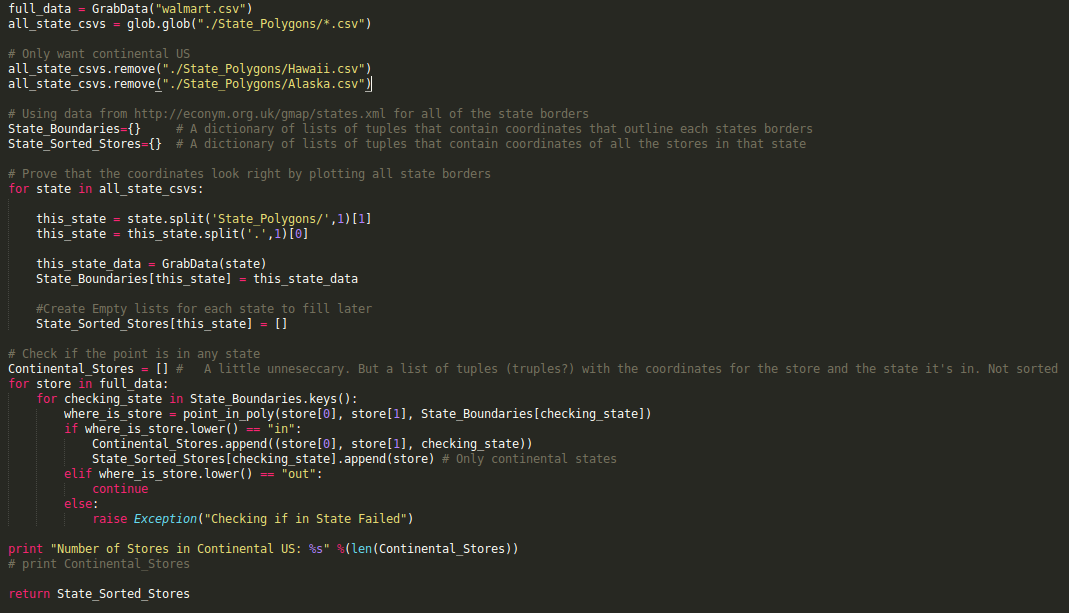 full_data = GrabData("walmart.csv")
all_state_csvs = glob.glob("./State_Polygons/*.csv")

# Only want continental US
all_state_csvs.remove("./State_Polygons/Hawaii.csv")
all_state_csvs.remove("./State_Polygons/Alaska.csv")

# Using data from http://econym.org.uk/gmap/states.xml for all of the state borders
State_Boundaries={}     # A dictionary of lists of tuples that contain coordinates that outline each states borders
State_Sorted_Stores={}  # A dictionary of lists of tuples that contain coordinates of all the stores in that state

# Prove that the coordinates look right by plotting all state borders
for state in all_state_csvs:

    this_state = state.split('State_Polygons/',1)[1]
    this_state = this_state.split('.',1)[0]

    this_state_data = GrabData(state)
    State_Boundaries[this_state] = this_state_data

    #Create Empty lists for each state to fill later
    State_Sorted_Stores[this_state] = []

# Check if the point is in any state
Continental_Stores = [] #   A little unneseccary. But a list of tuples (truples?) with the coordinates for the store and the state it's in. Not sorted
for store in full_data:
    for checking_state in State_Boundaries.keys():
        where_is_store = point_in_poly(store[0], store[1], State_Boundaries[checking_state])
        if where_is_store.lower() == "in":
            Continental_Stores.append((store[0], store[1], checking_state))
            State_Sorted_Stores[checking_state].append(store) # Only continental states
        elif where_is_store.lower() == "out":
            continue
        else:
            raise Exception("Checking if in State Failed")

print "Number of Stores in Continental US: %s" %(len(Continental_Stores))
# print Continental_Stores

return State_Sorted_Stores